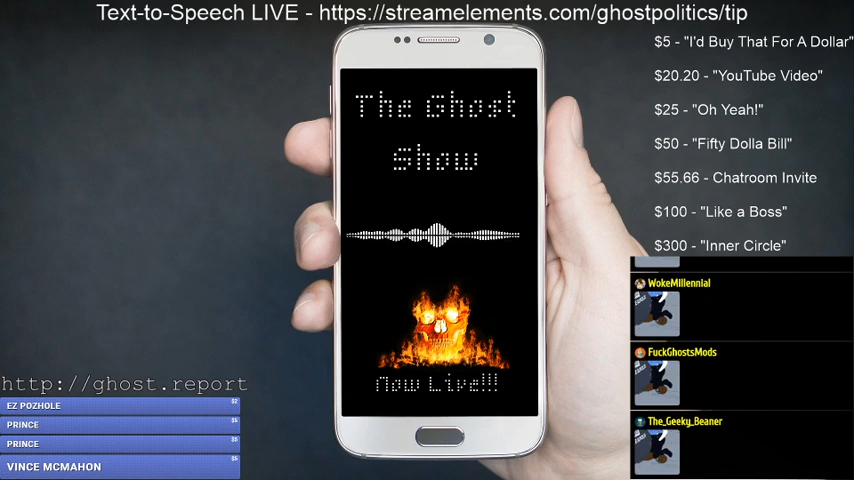 Text-to-Speech LIVE - https://streamelements.com/ghostpolitics/tip
$5 - "I'd Buy That For A Dollar"
$20.20 - "YouTube Video"
$25 - "Oh Yeah!"
$50 - "Fifty Dolla Bill"
$55.66 - Chatroom Invite
$100 - "Like a Boss"
$300 - "Inner Circle"
The Ghost
Show
Now Live!!!
WokeMIllennial
FuckGhostsMods
The_Geeky_Beaner
http://ghost.report
EZ POZHOLE $2
PRINCE $5
PRINCE $5
VINCE MCMAHON $5